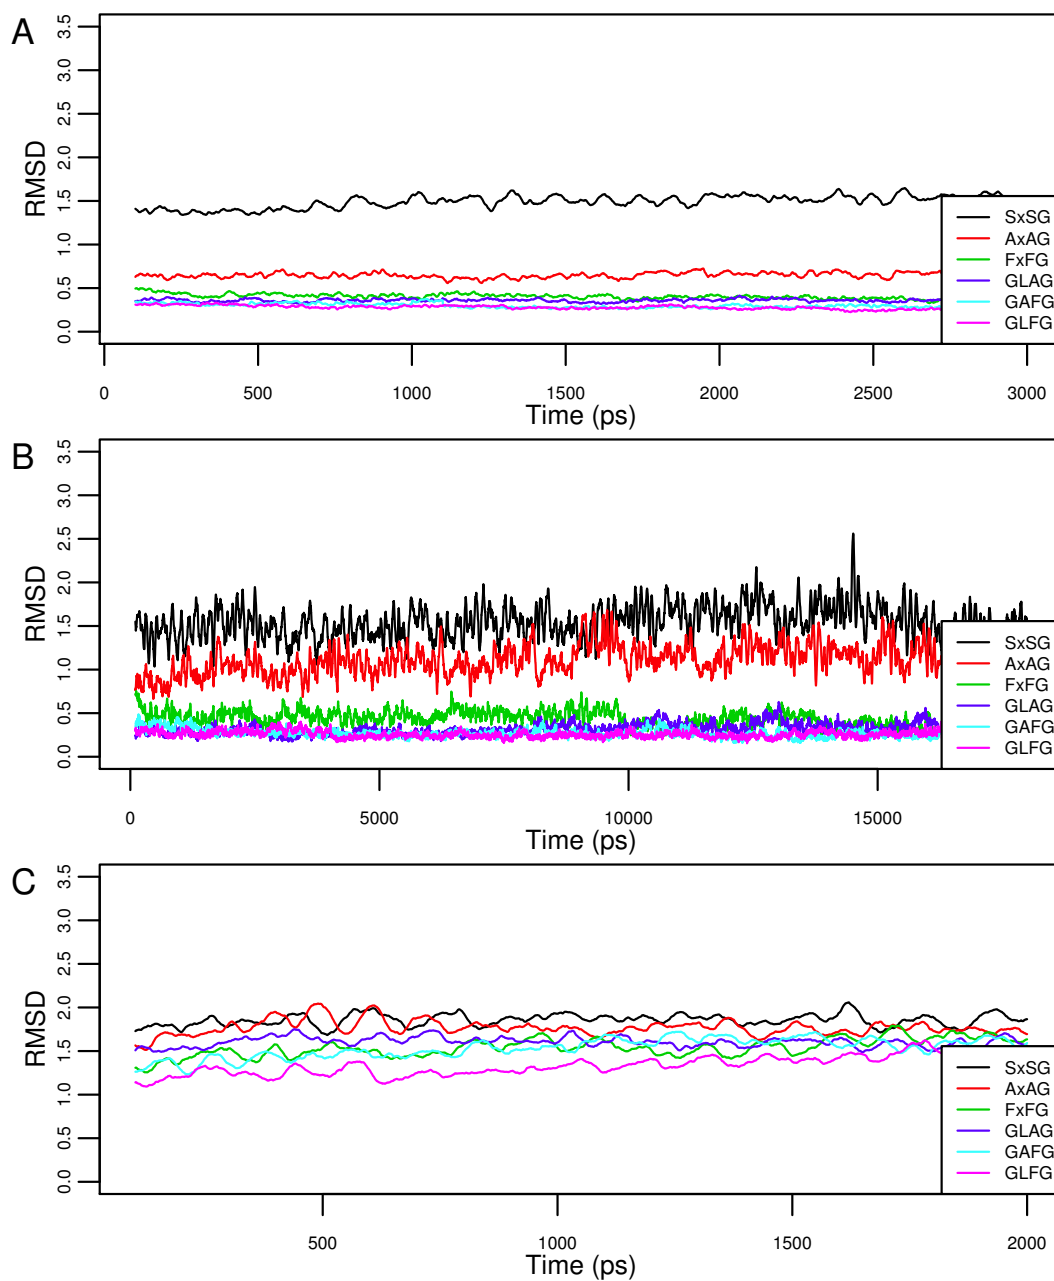 A
RMSD
3.5
3.0
2.5
2.0
1.5
1.0
0.5
0.0
SxSG
AxAG
FxFG
GLAG
GAFG
GLFG
0 500 1000 1500 2000 2500 3000
Time (ps)
B
RMSD
3.5
3.0
2.5
2.0
1.5
1.0
0.5
0.0
SxSG
AxAG
FxFG
GLAG
GAFG
GLFG
0 5000 10000 15000
Time (ps)
C
RMSD
3.5
3.0
2.5
2.0
1.5
1.0
0.5
0.0
SxSG
AxAG
FxFG
GLAG
GAFG
GLFG
500 1000 1500 2000
Time (ps)